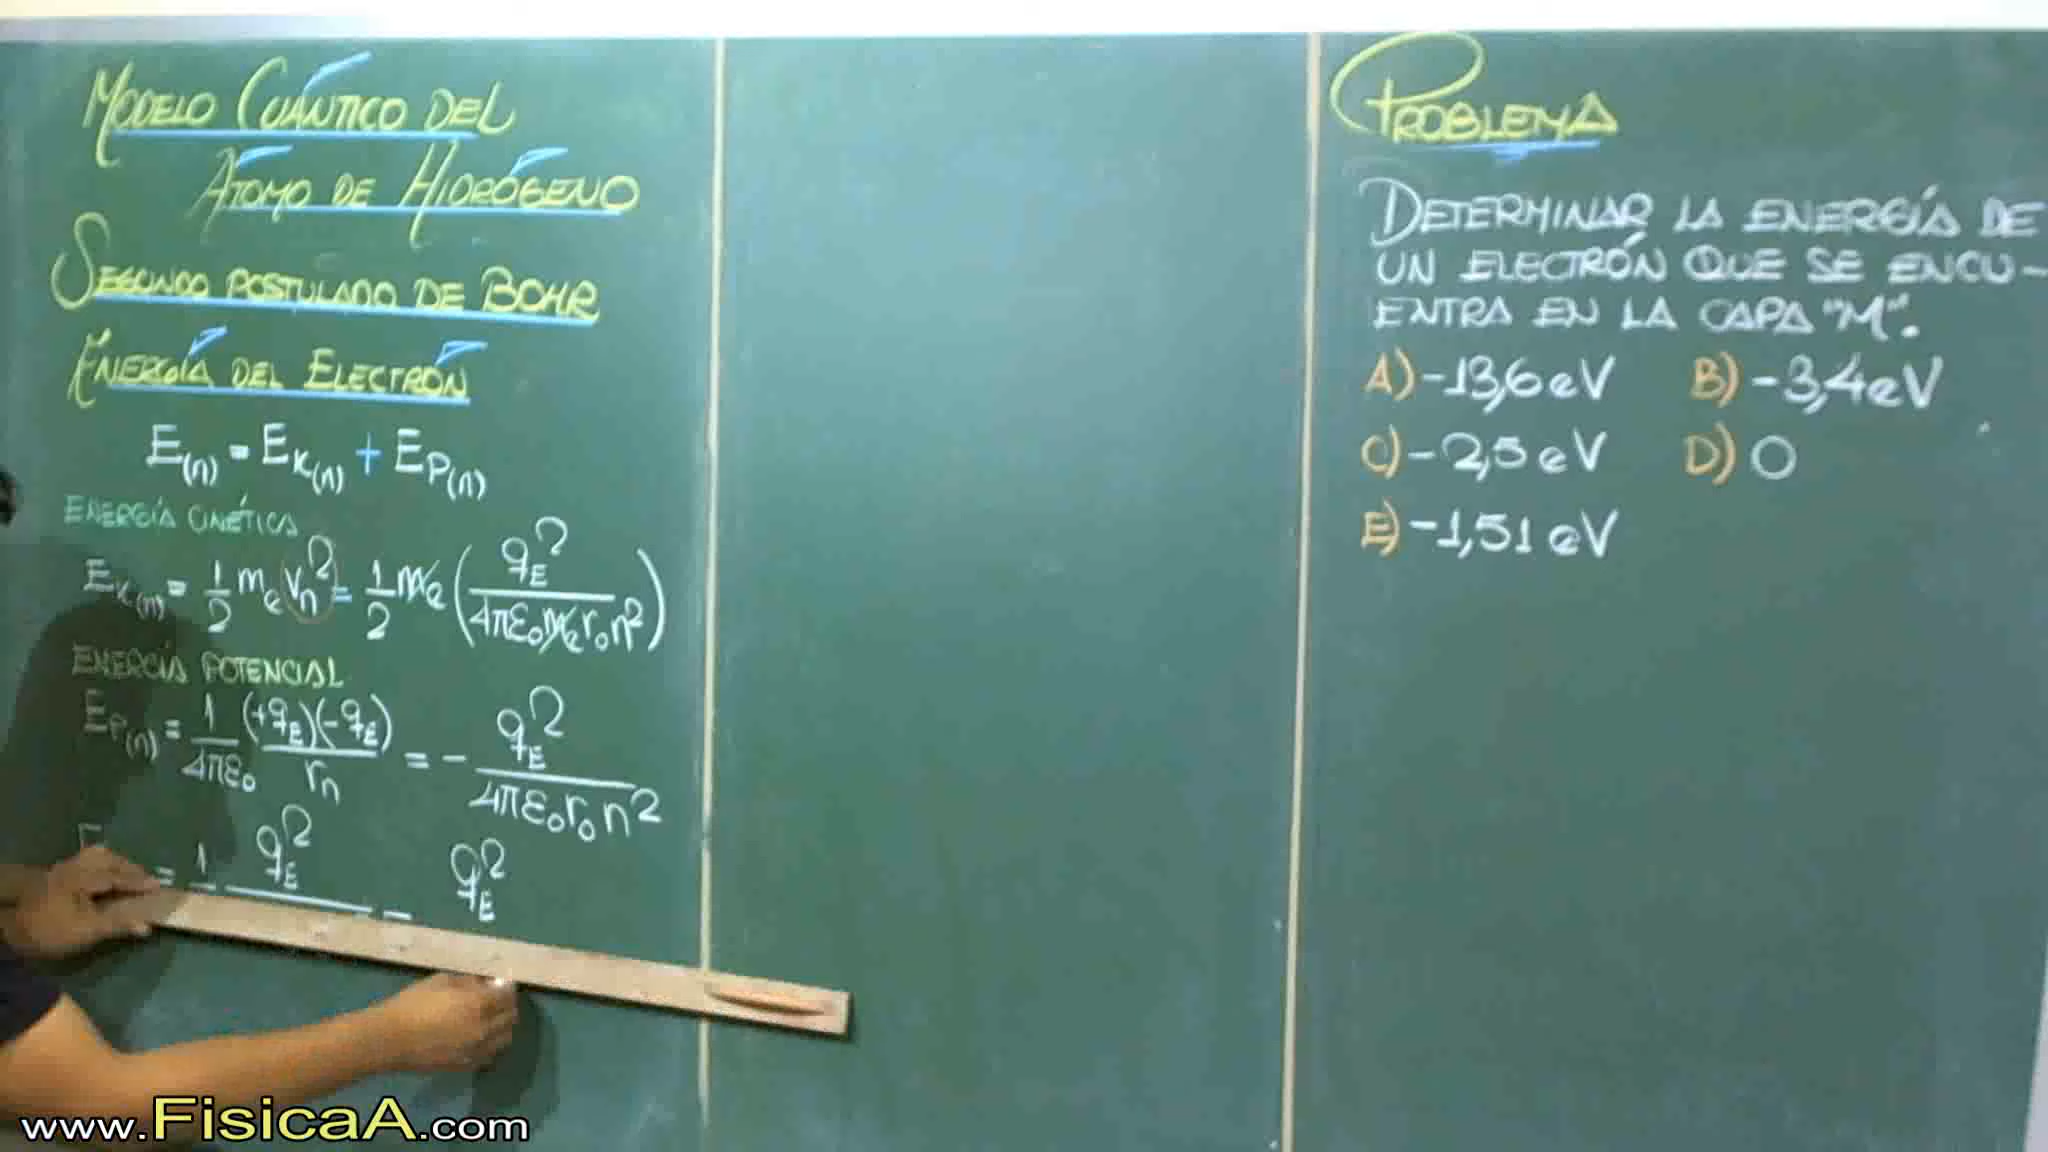 MODELO CUÁNTICO DEL
ÁTOMO DE HIDRÓGENO
SEGUNDO POSTULADO DE BOHR
ENERGÍA DEL ELECTRÓN
E(n) = EK(n) + EP(n)
ENERGÍA CINÉTICA
EK(n) = 1/2 me vn² = 1/2 me (qE² / 4πε₀ me r₀ n²)
ENERGÍA POTENCIAL
EP(n) = 1/4πε₀ (+qE)(-qE) / rn = - qE² / 4πε₀ r₀ n²
= 1 qE² - qE²
PROBLEMA
DETERMINAR LA ENERGÍA DE
UN ELECTRÓN QUE SE ENCU-
ENTRA EN LA CAPA "M".
A) -13,6 eV B) -3,4 eV
C) -2,5 eV D) 0
E) -1,51 eV
www.FisicaA.com